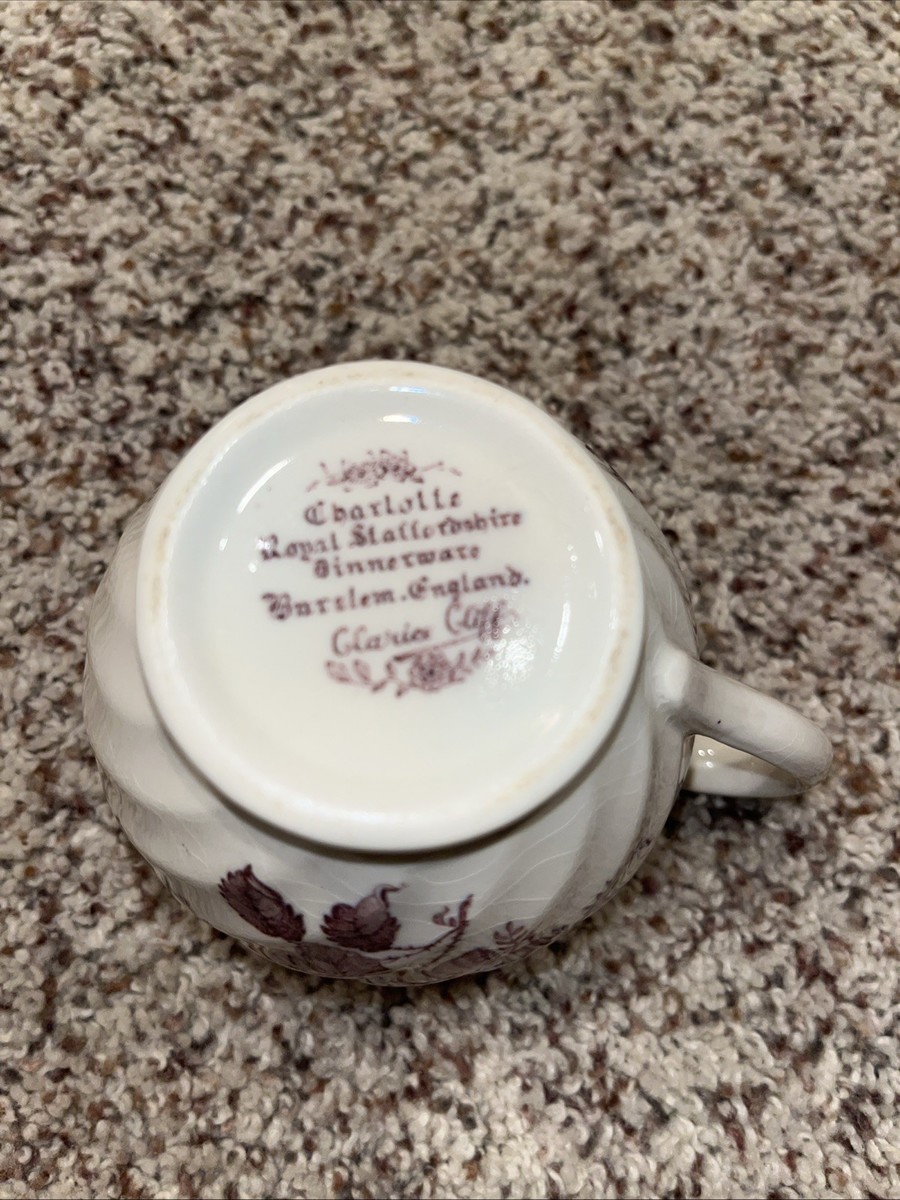 Charlotte
Royal Staffordshire
Dinnerware
Burslem. England.
Clarice Cliff